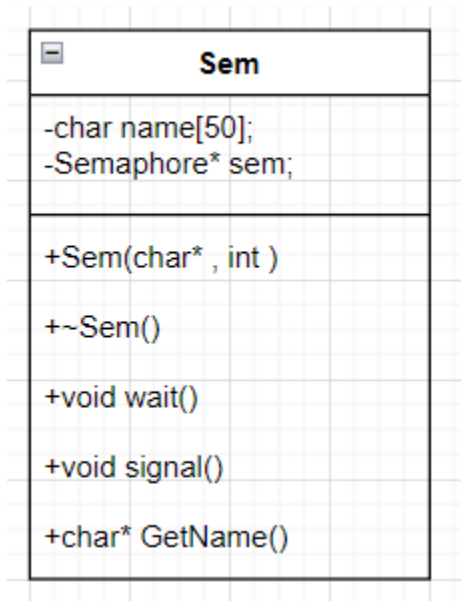 Sem
-char name[50];
-Semaphore* sem;
+Sem(char* , int )
+~Sem()
+void wait()
+void signal()
+char* GetName()